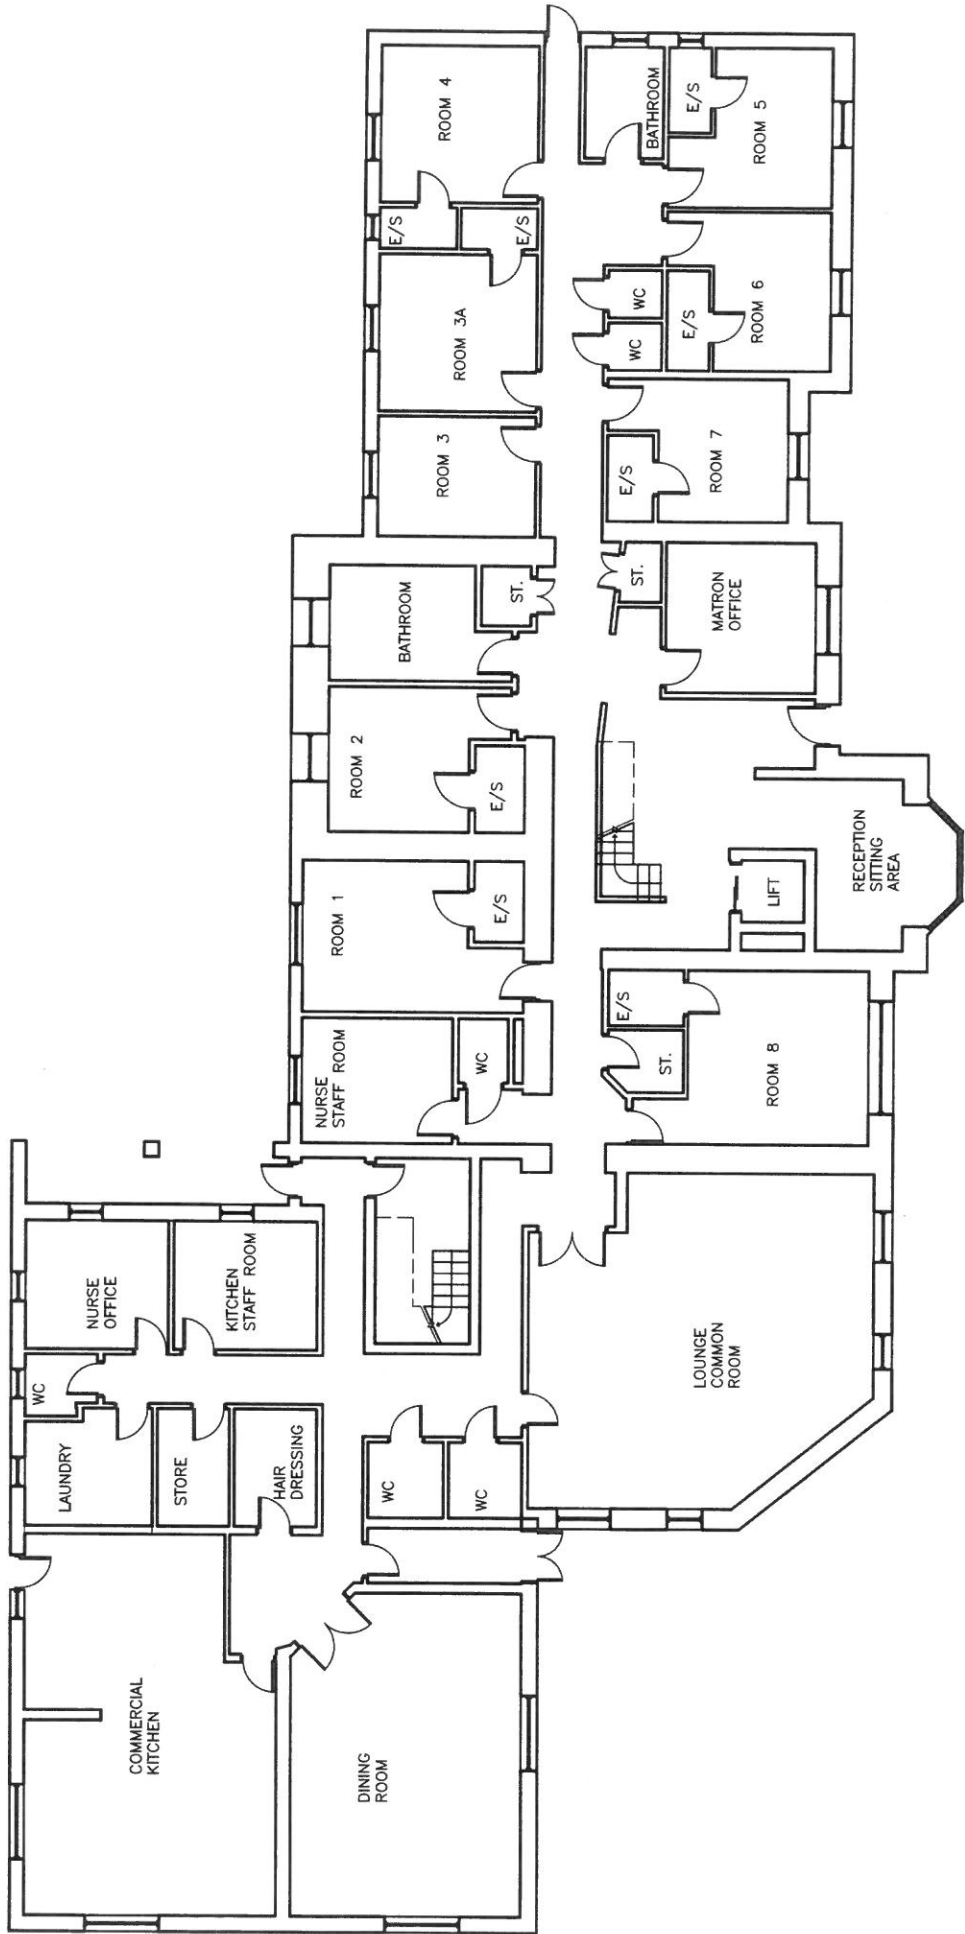 COMMERCIAL
KITCHEN
DINING
ROOM
LAUNDRY
STORE
HAIR
DRESSING
WC
WC
WC
NURSE
OFFICE
KITCHEN
STAFF ROOM
LOUNGE
COMMON
ROOM
NURSE
STAFF ROOM
WC
ROOM 1
E/S
ROOM 8
ST.
E/S
ROOM 2
E/S
LIFT
RECEPTION
SITTING
AREA
BATHROOM
ST.
ST.
MATRON
OFFICE
ROOM 3
ROOM 7
E/S
ROOM 3A
E/S
WC
WC
E/S
ROOM 6
ROOM 4
E/S
BATHROOM
E/S
ROOM 5